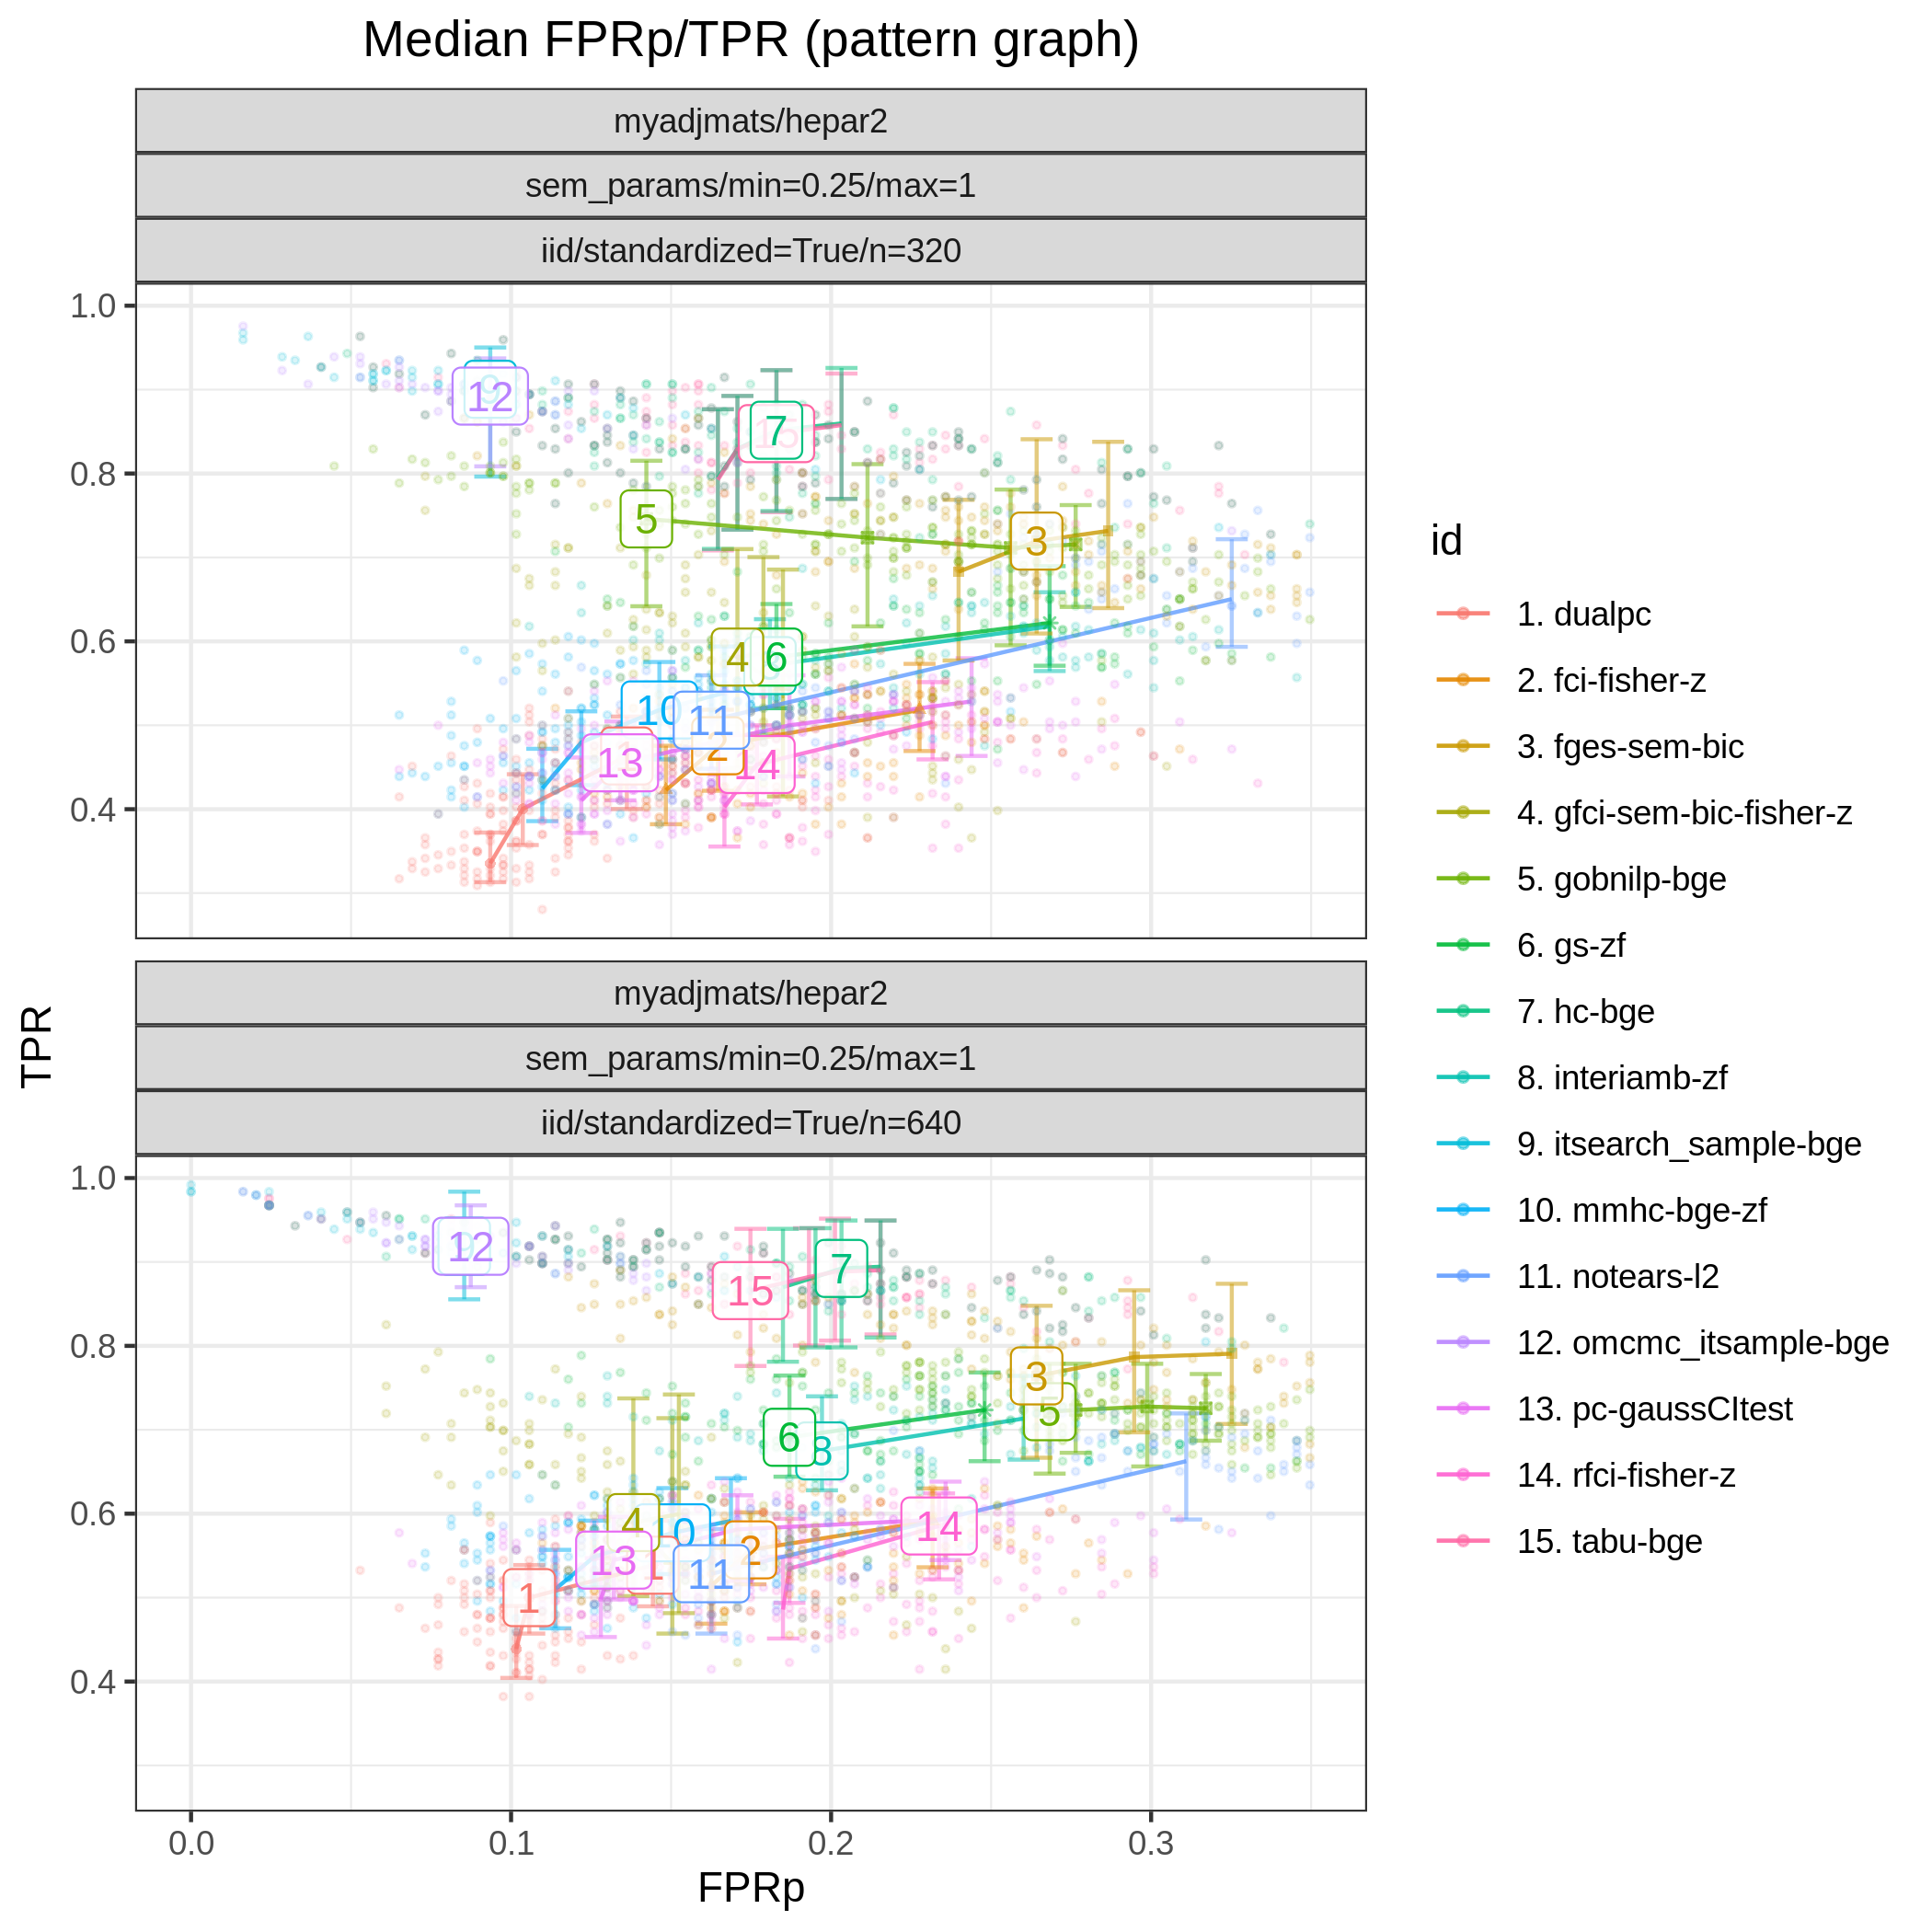 Median FPRp/TPR (pattern graph)
myadjmats/hepar2
sem_params/min=0.25/max=1
iid/standardized=True/n=320
1.0
0.8
0.6
0.4
12
7
15
5
3
4
6
10
11
2
13
14
TPR
myadjmats/hepar2
sem_params/min=0.25/max=1
iid/standardized=True/n=640
1.0
0.8
0.6
0.4
12
15
7
3
5
6
8
4
10
2
14
13
1
11
1
0.0
0.1
0.2
0.3
FPRp
id
1. dualpc
2. fci-fisher-z
3. fges-sem-bic
4. gfci-sem-bic-fisher-z
5. gobnilp-bge
6. gs-zf
7. hc-bge
8. interiamb-zf
9. itsearch_sample-bge
10. mmhc-bge-zf
11. notears-l2
12. omcmc_itsample-bge
13. pc-gaussCItest
14. rfci-fisher-z
15. tabu-bge